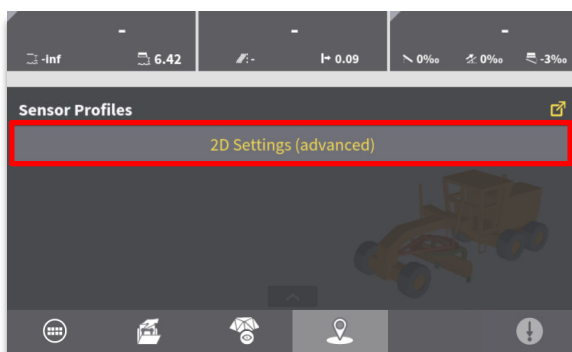 - - -
-Inf 6.42 :- 0.09 0‰ 0‰ -3‰
Sensor Profiles
2D Settings (advanced)